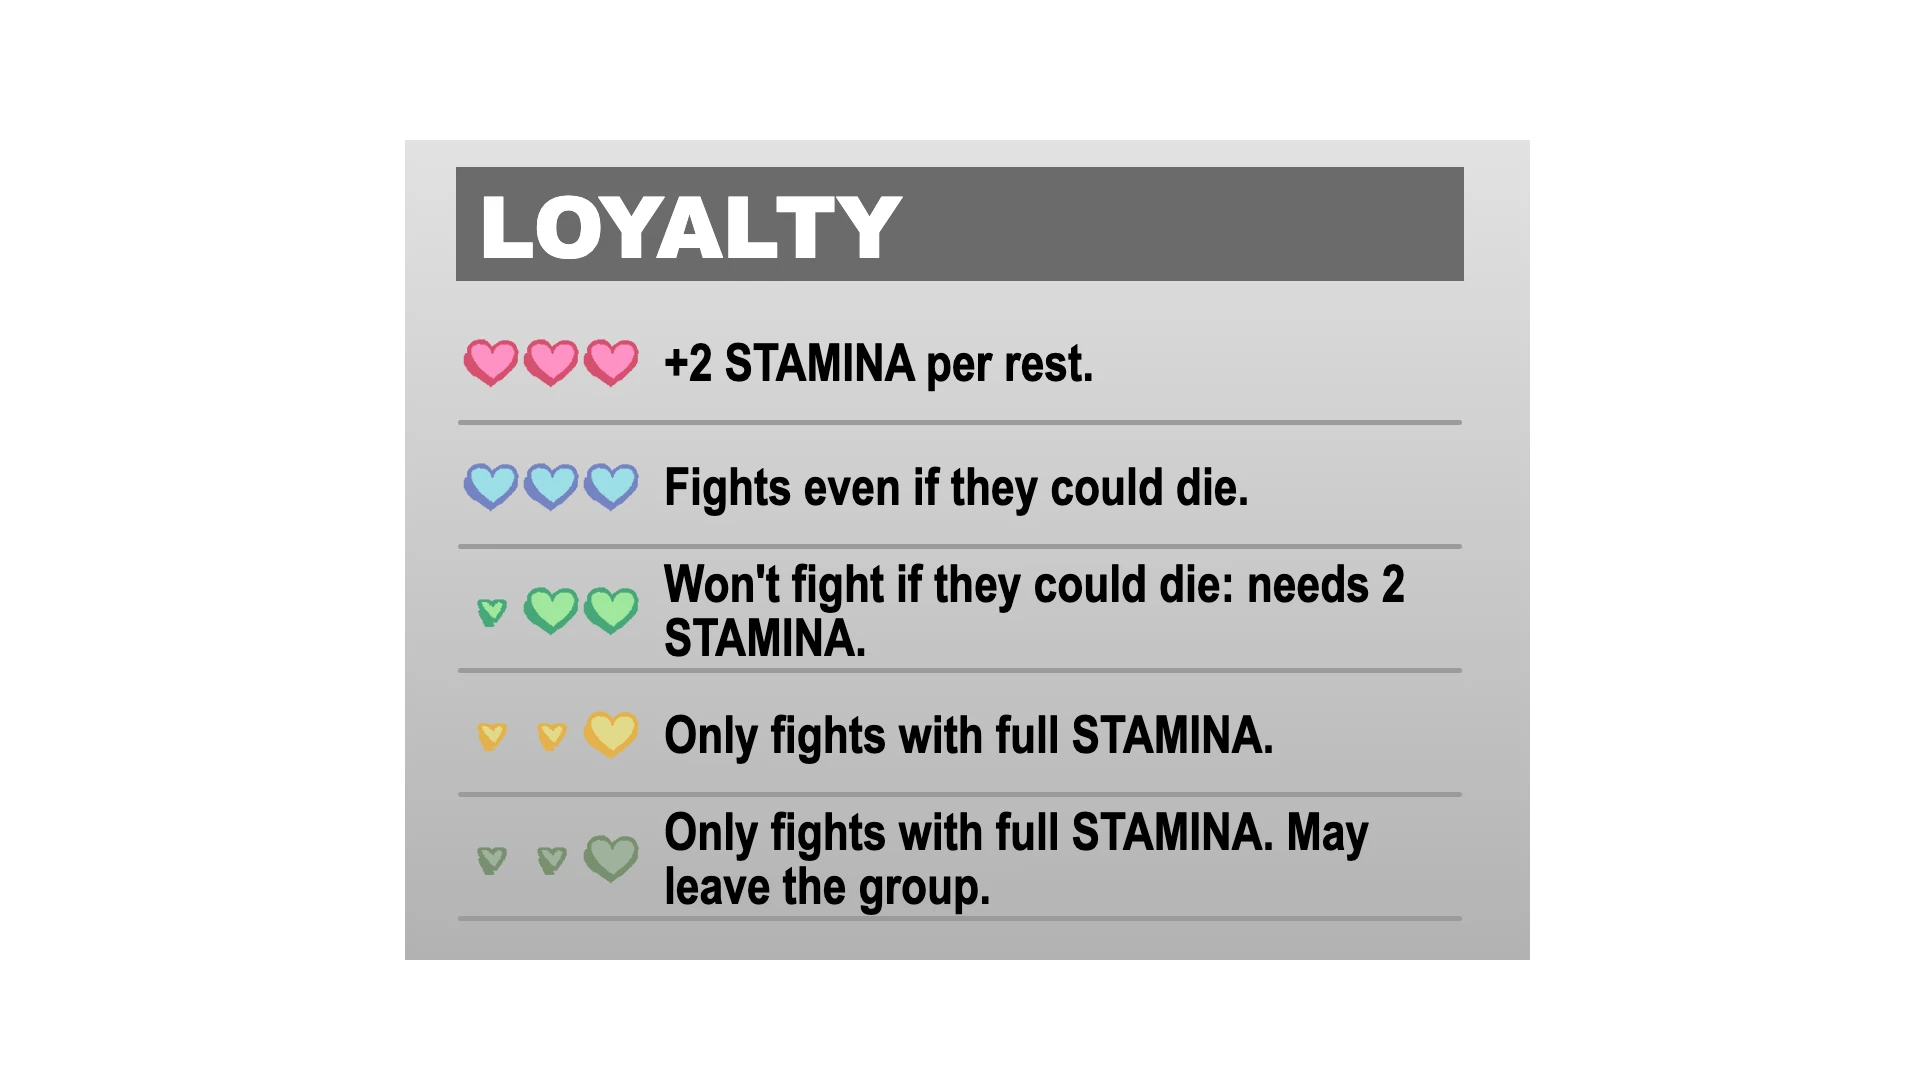 LOYALTY
+2 STAMINA per rest.
Fights even if they could die.
Won't fight if they could die: needs 2
STAMINA.
Only fights with full STAMINA.
Only fights with full STAMINA. May
leave the group.